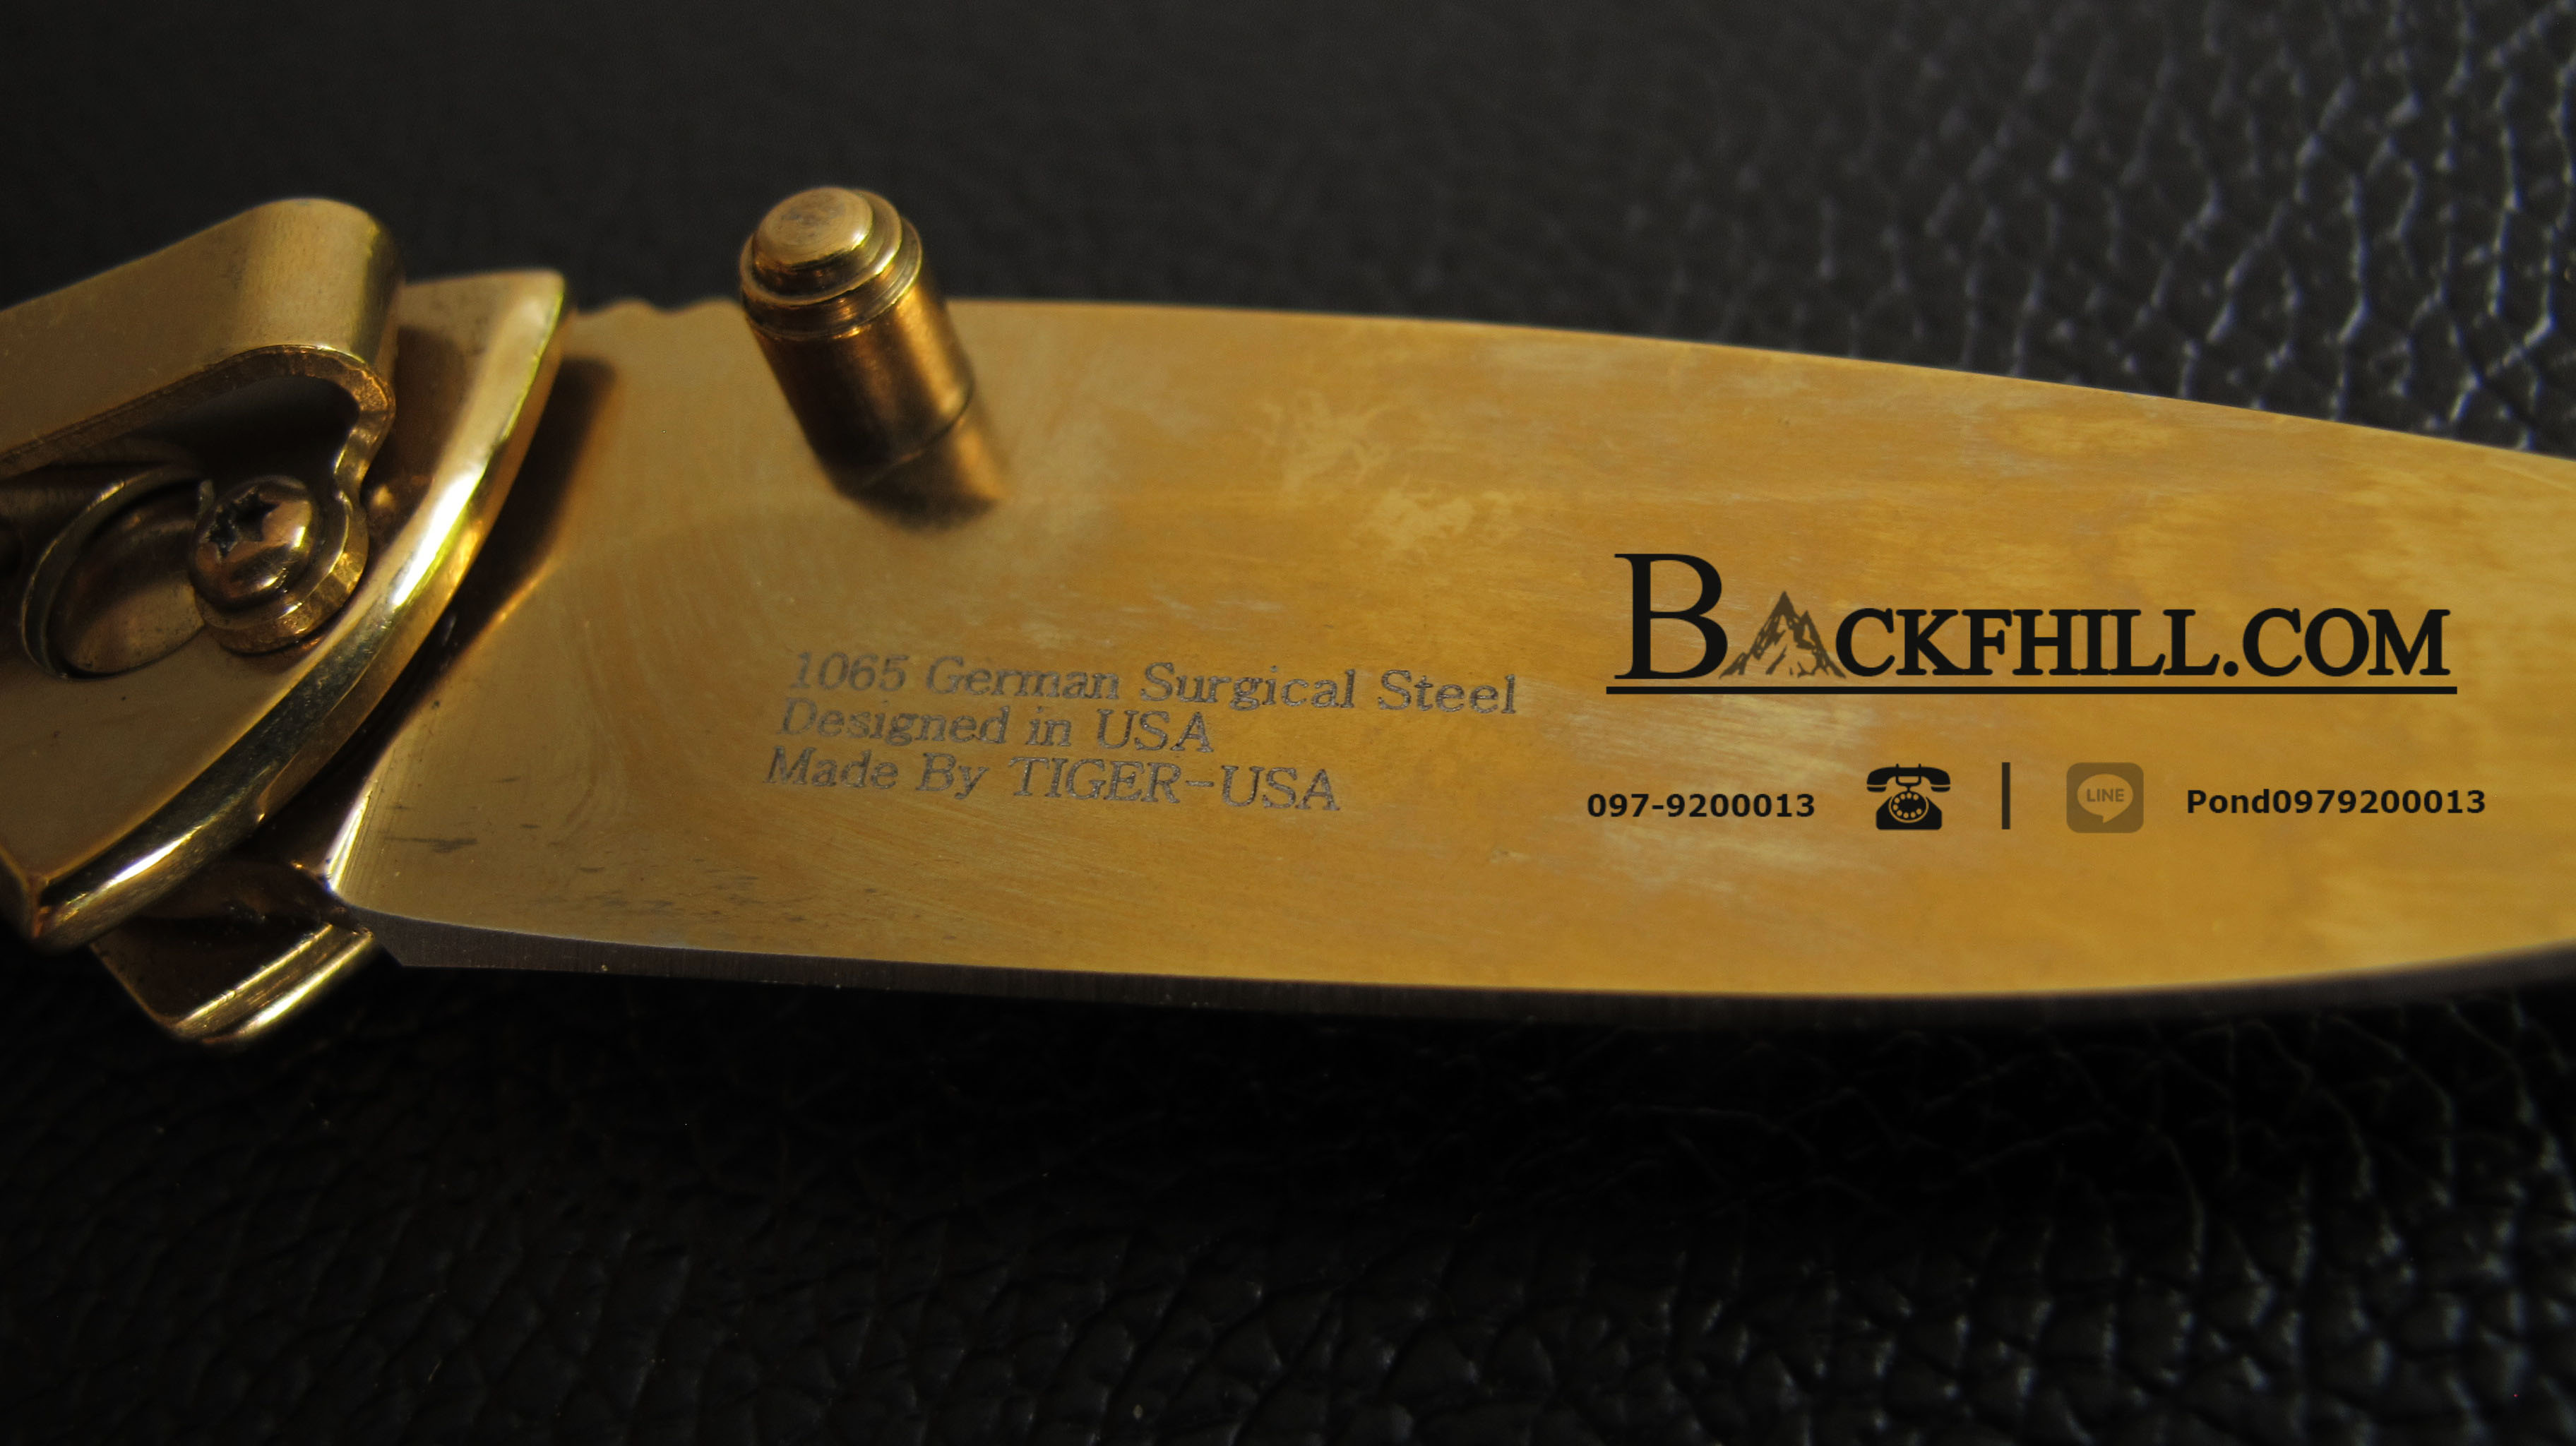 1065 German Surgical Steel
Designed in USA
Made By TIGER-USA
BACKFHILL.COM
097-9200013 | LINE Pond0979200013